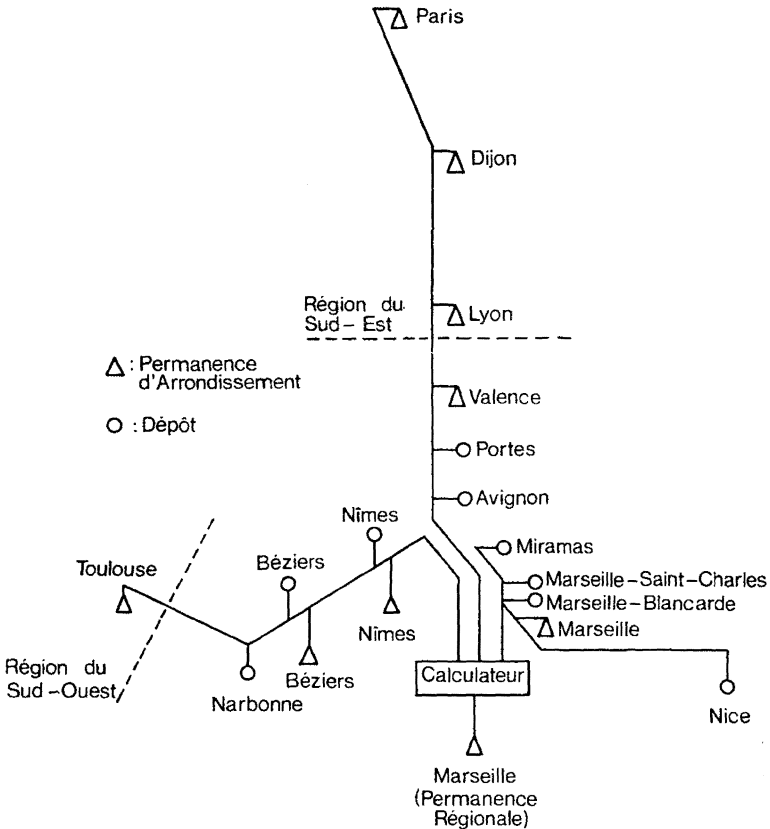 Paris
Dijon
Région du
Sud-Est
Lyon
△ : Permanence
d'Arrondissement
Valence
○ : Dépôt
Portes
Avignon
Nîmes
Miramas
Toulouse
Béziers
Marseille-Saint-Charles
Marseille-Blancarde
Nîmes
Marseille
Région du
Sud-Ouest
Béziers
Calculateur
Narbonne
Nice
Marseille
(Permanence
Régionale)